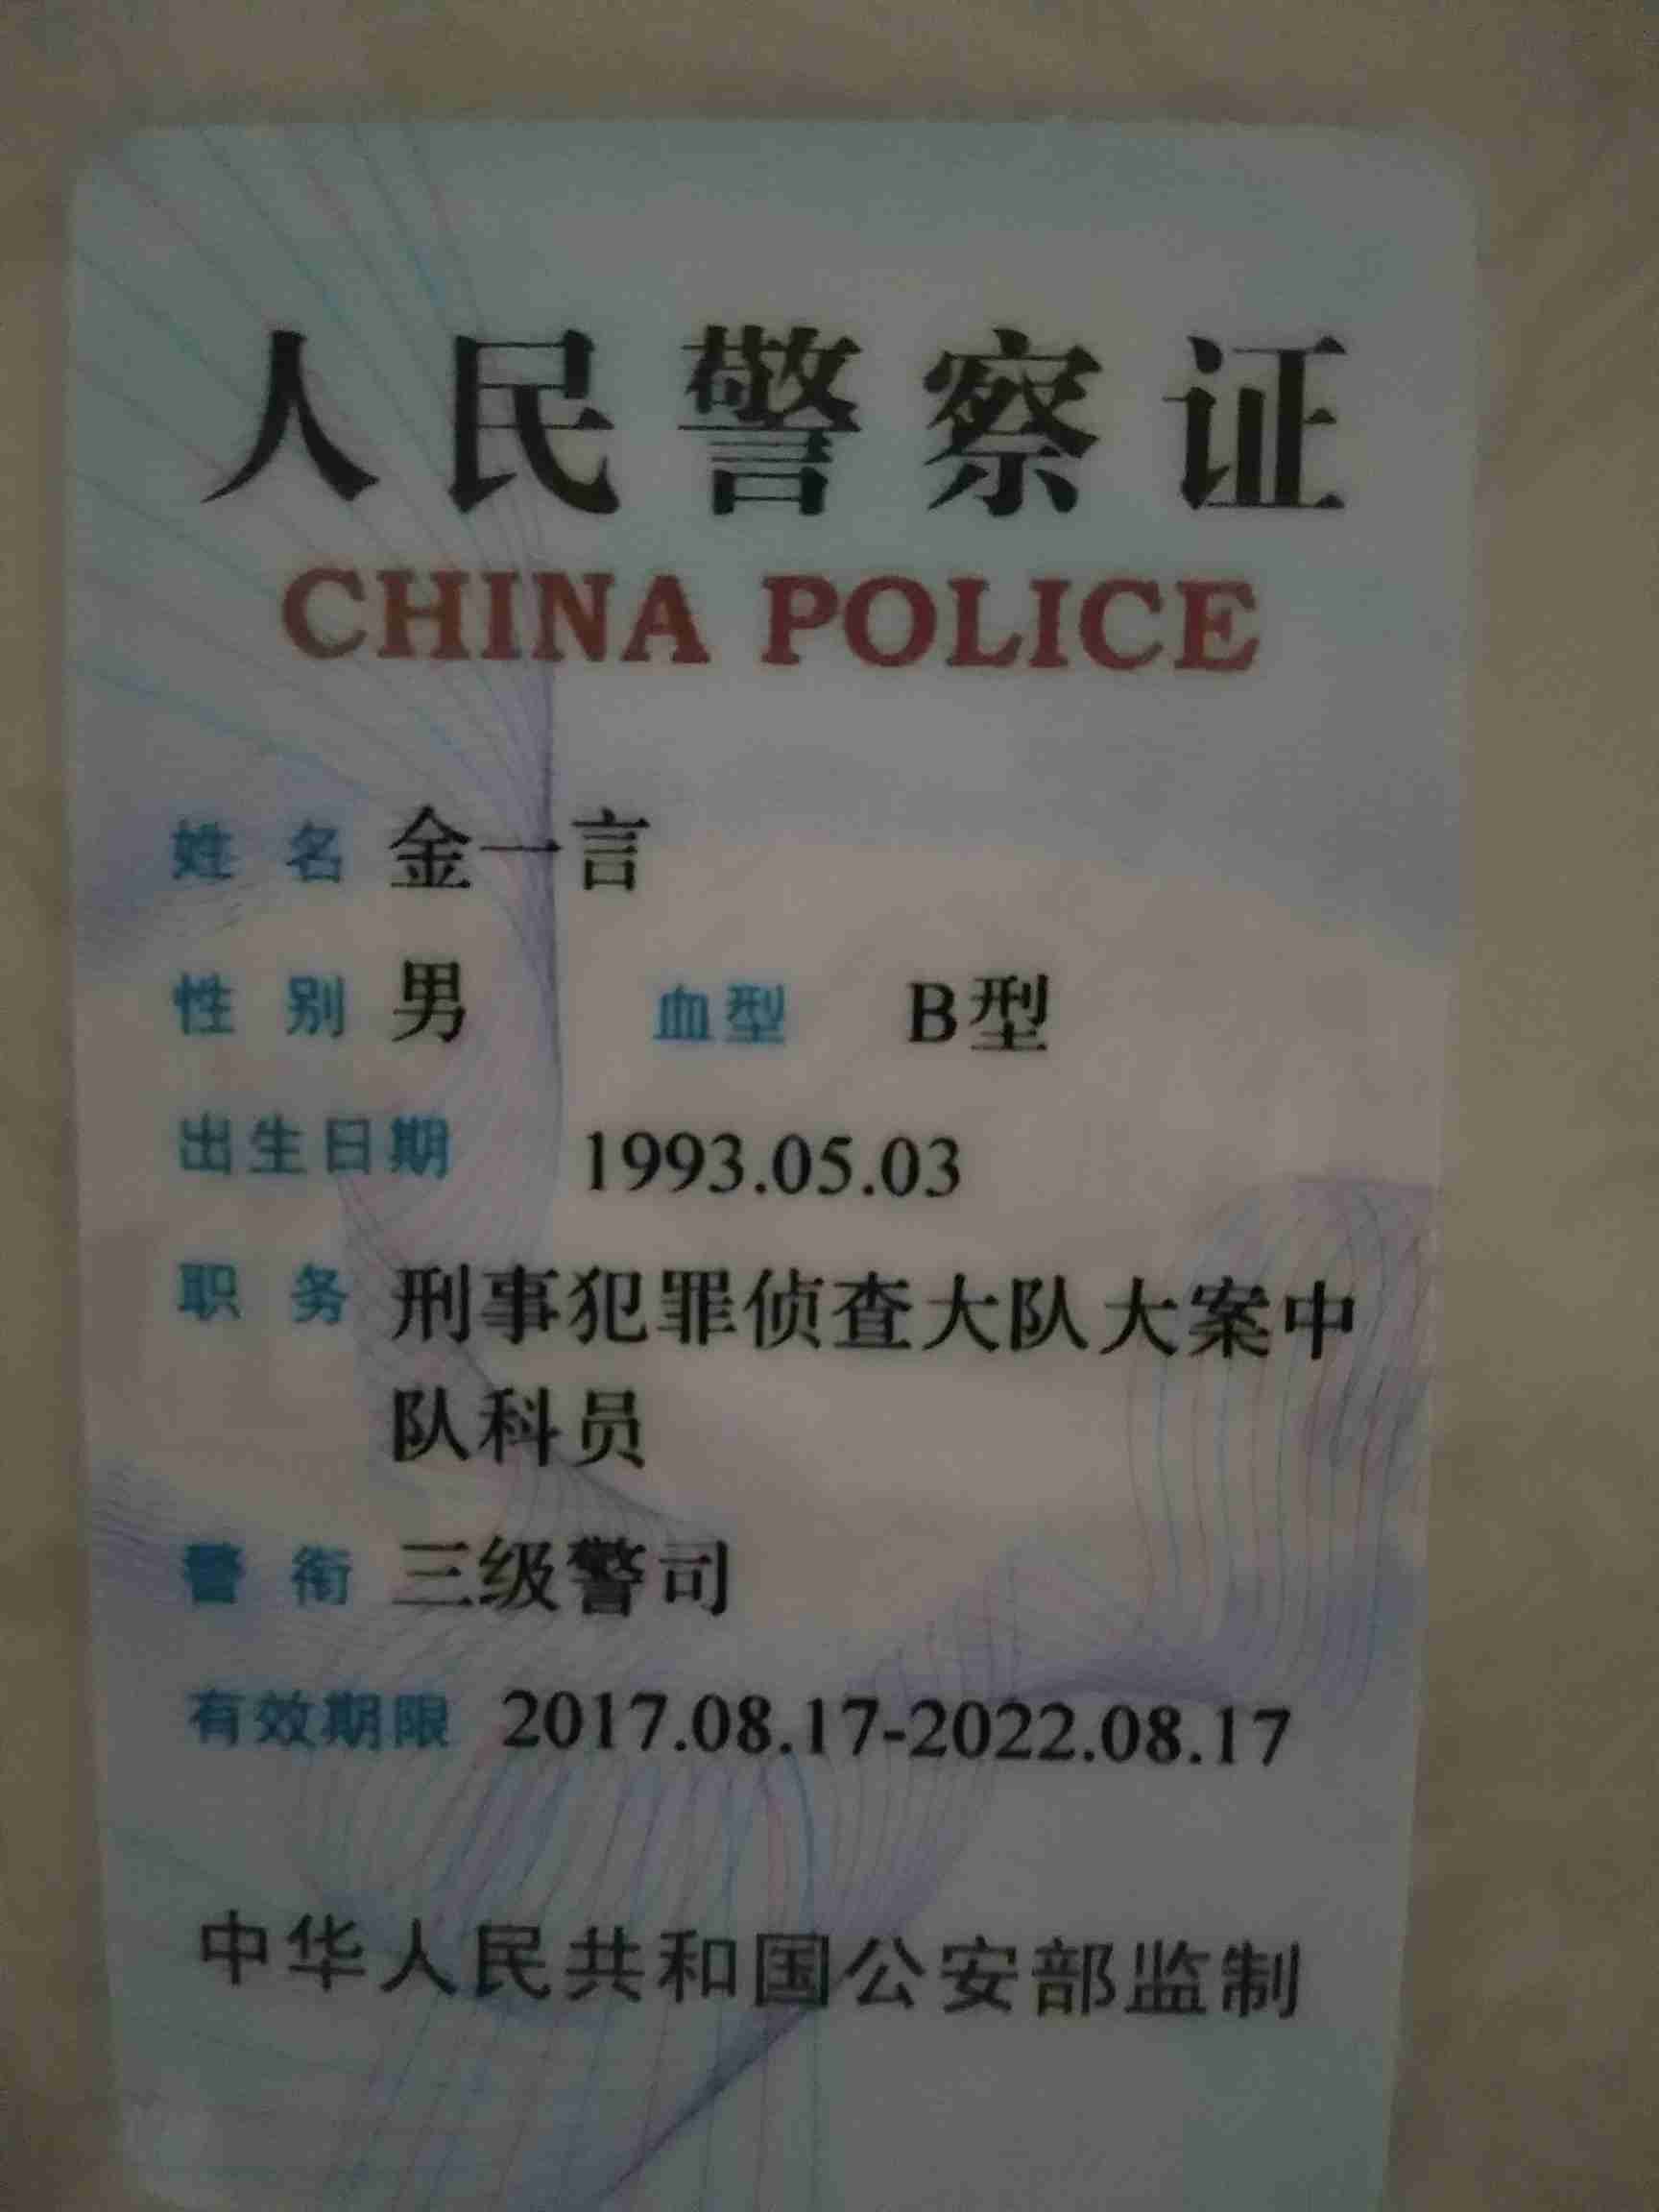 人民警察证
CHINA POLICE
姓 名 金一言
性 别 男 血型 B型
出生日期 1993.05.03
职 务 刑事犯罪侦查大队大案中
队科员
警 衔 三级警司
有效期限 2017.08.17-2022.08.17
中华人民共和国公安部监制